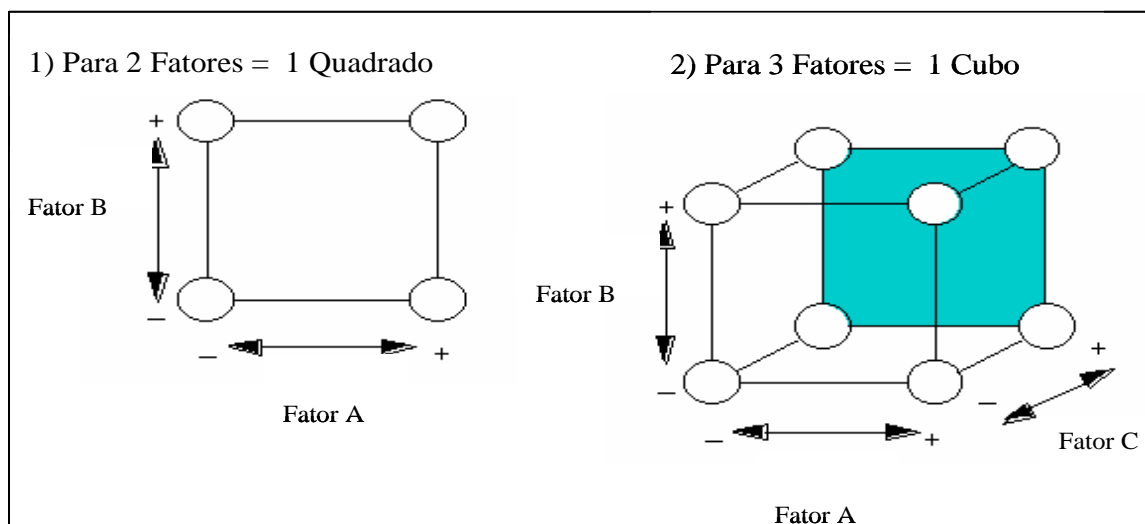 1) Para 2 Fatores = 1 Quadrado
+
Fator B
–
– +
Fator A
2) Para 3 Fatores = 1 Cubo
+
Fator B
–
– +
Fator A
+
–
Fator C